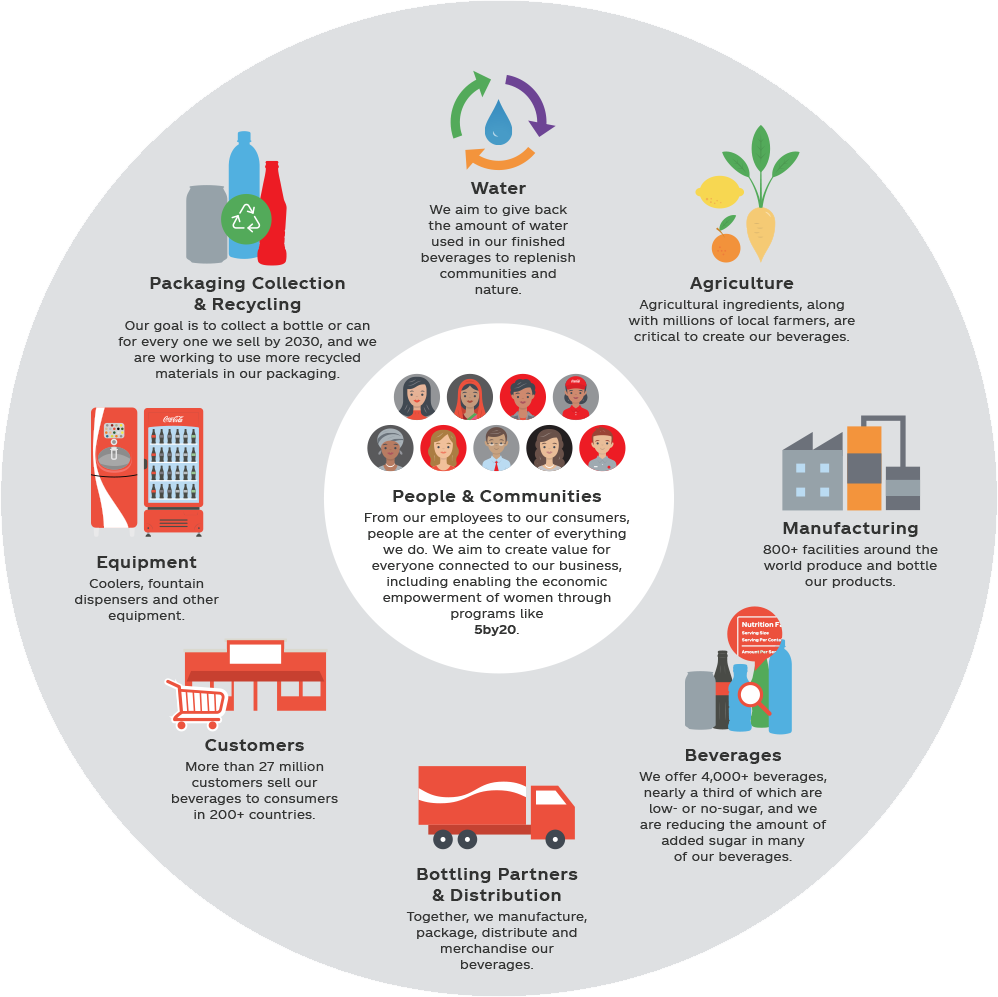 Water
We aim to give back
the amount of water
used in our finished
beverages to replenish
communities and
nature.
Agriculture
Agricultural ingredients, along
with millions of local farmers, are
critical to create our beverages.
Manufacturing
800+ facilities around the
world produce and bottle
our products.
Nutrition F
Serving Size
Serving Per Conta
Amount Per Se
Beverages
We offer 4,000+ beverages,
nearly a third of which are
low- or no-sugar, and we
are reducing the amount of
added sugar in many
of our beverages.
Bottling Partners
& Distribution
Together, we manufacture,
package, distribute and
merchandise our
beverages.
Customers
More than 27 million
customers sell our
beverages to consumers
in 200+ countries.
Coca-Cola
Equipment
Coolers, fountain
dispensers and other
equipment.
Packaging Collection
& Recycling
Our goal is to collect a bottle or can
for every one we sell by 2030, and we
are working to use more recycled
materials in our packaging.
People & Communities
From our employees to our consumers,
people are at the center of everything
we do. We aim to create value for
everyone connected to our business,
including enabling the economic
empowerment of women through
programs like
5by20.